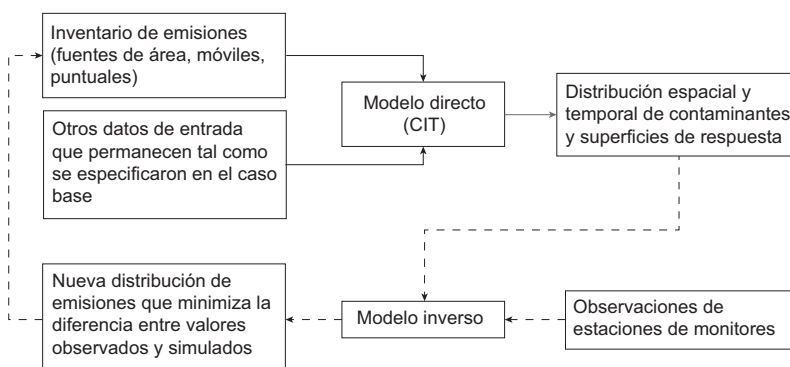 Inventario de emisiones
(fuentes de área, móviles,
puntuales)
Otros datos de entrada
que permanecen tal como
se especificaron en el caso
base
Modelo directo
(CIT)
Distribución espacial y
temporal de contaminantes
y superficies de respuesta
Nueva distribución de
emisiones que minimiza la
diferencia entre valores
observados y simulados
Modelo inverso
Observaciones de
estaciones de monitores